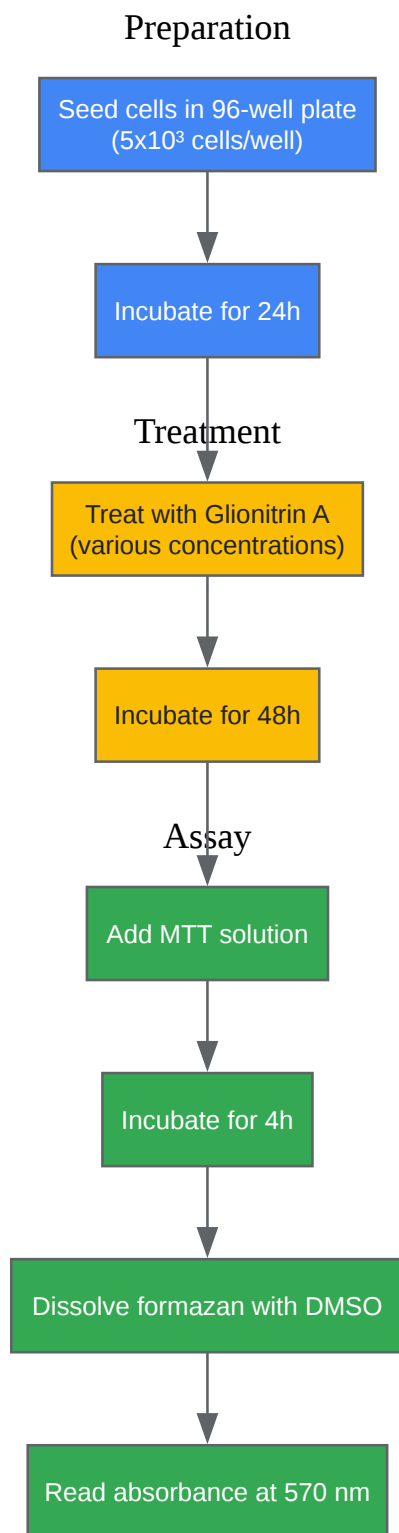 Preparation
Seed cells in 96-well plate
(5x10³ cells/well)
Incubate for 24h
Treatment
Treat with Glionitrin A
(various concentrations)
Incubate for 48h
Assay
Add MTT solution
Incubate for 4h
Dissolve formazan with DMSO
Read absorbance at 570 nm